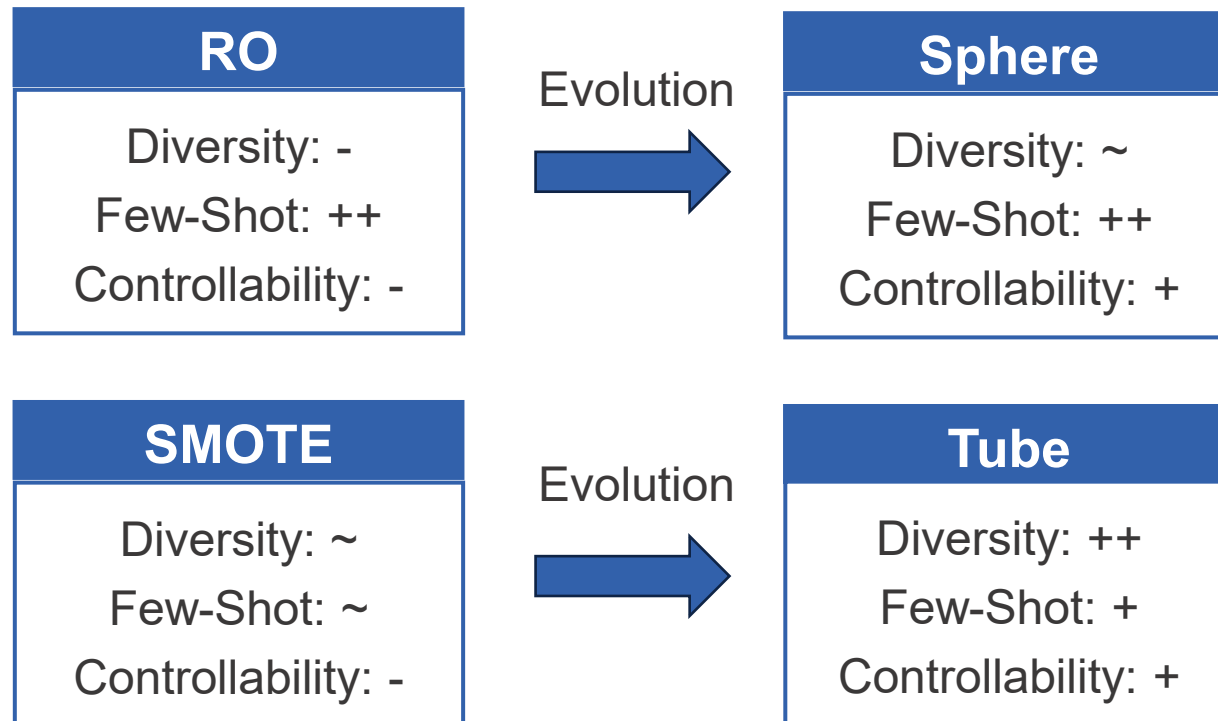 RO
Diversity: -
Few-Shot: ++
Controllability: -
Evolution
Sphere
Diversity: ~
Few-Shot: ++
Controllability: +
SMOTE
Diversity: ~
Few-Shot: ~
Controllability: -
Evolution
Tube
Diversity: ++
Few-Shot: +
Controllability: +